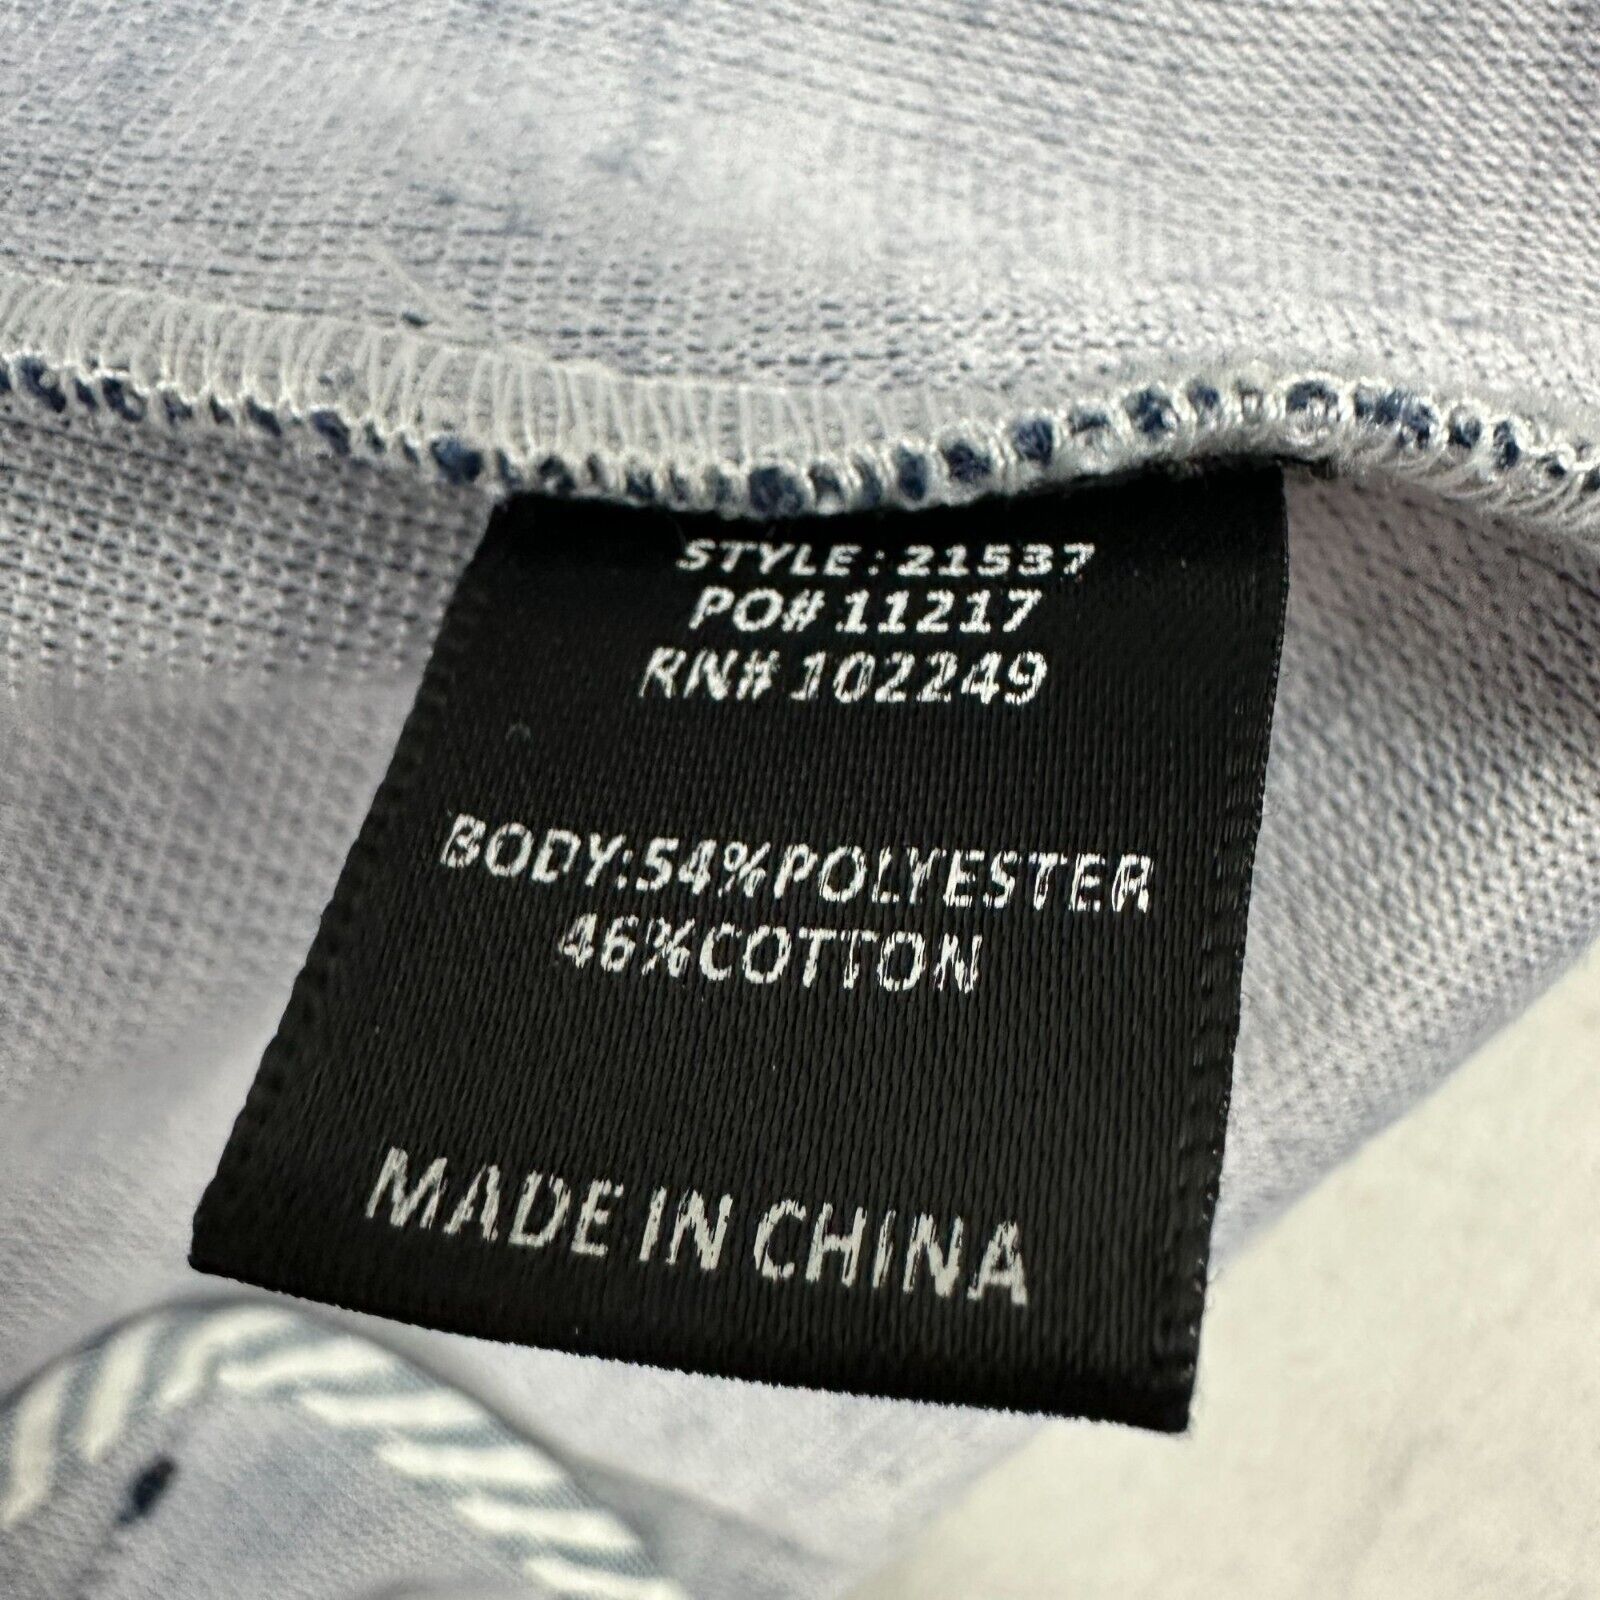 STYLE: 21537
PO# 11217
RN# 102249
BODY:54%POLYESTER
46%COTTON
MADE IN CHINA